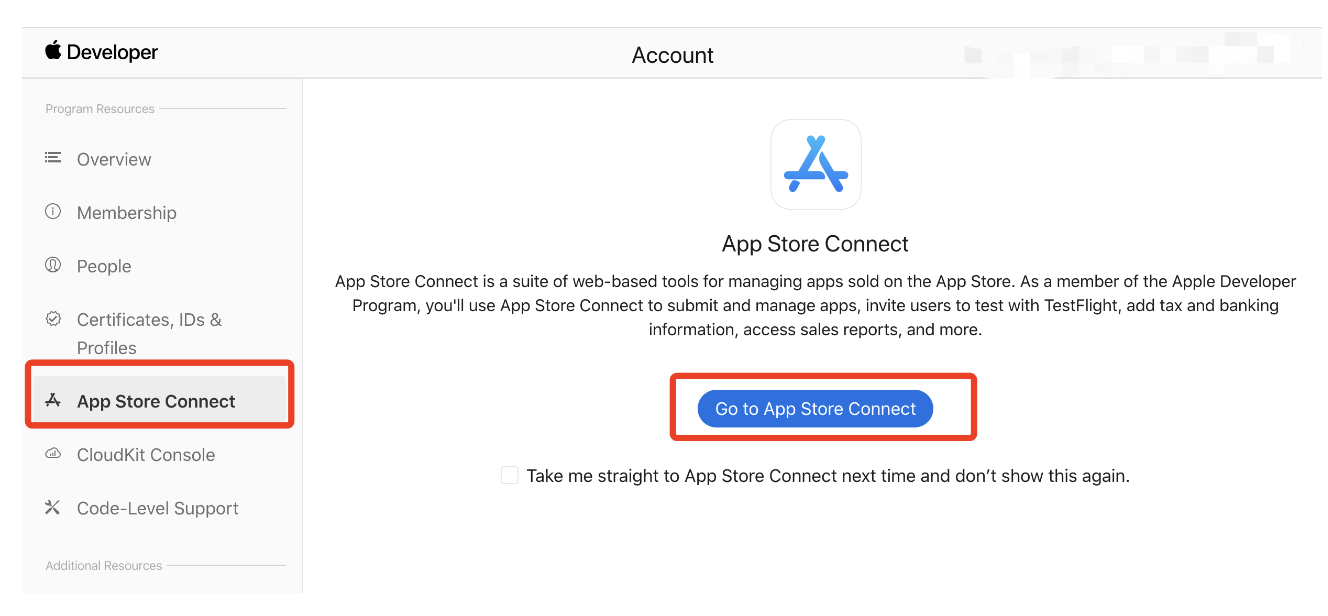 Developer
Account
Program Resources
Overview
Membership
People
Certificates, IDs &
Profiles
App Store Connect
CloudKit Console
Code-Level Support
Additional Resources
App Store Connect
App Store Connect is a suite of web-based tools for managing apps sold on the App Store. As a member of the Apple Developer
Program, you'll use App Store Connect to submit and manage apps, invite users to test with TestFlight, add tax and banking
information, access sales reports, and more.
Go to App Store Connect
Take me straight to App Store Connect next time and don’t show this again.